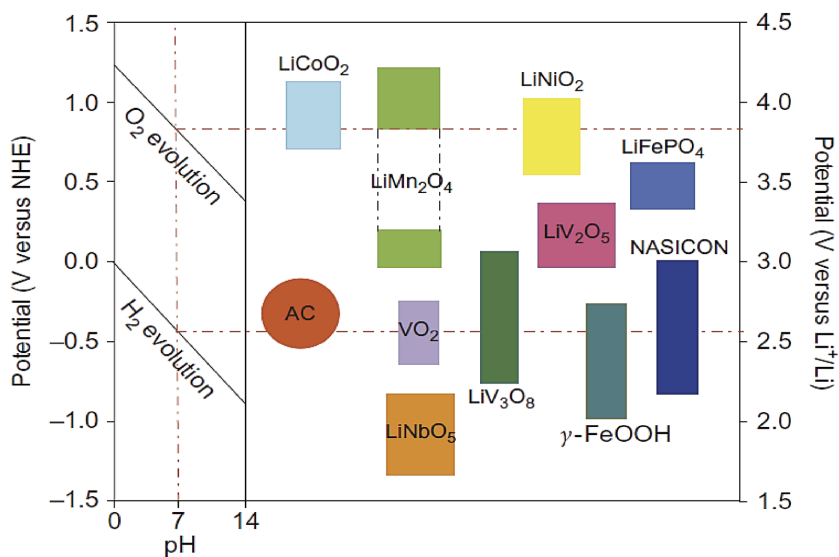 1.5
1.0
0.5
0.0
−0.5
−1.0
−1.5
Potential (V versus NHE)
0
7
14
pH
O₂ evolution
H₂ evolution
LiCoO₂
LiMn₂O₄
LiNiO₂
LiFePO₄
LiV₂O₅
NASICON
AC
VO₂
LiV₃O₈
LiNbO₅
γ-FeOOH
4.5
4.0
3.5
3.0
2.5
2.0
1.5
Potential (V versus Li⁺/Li)